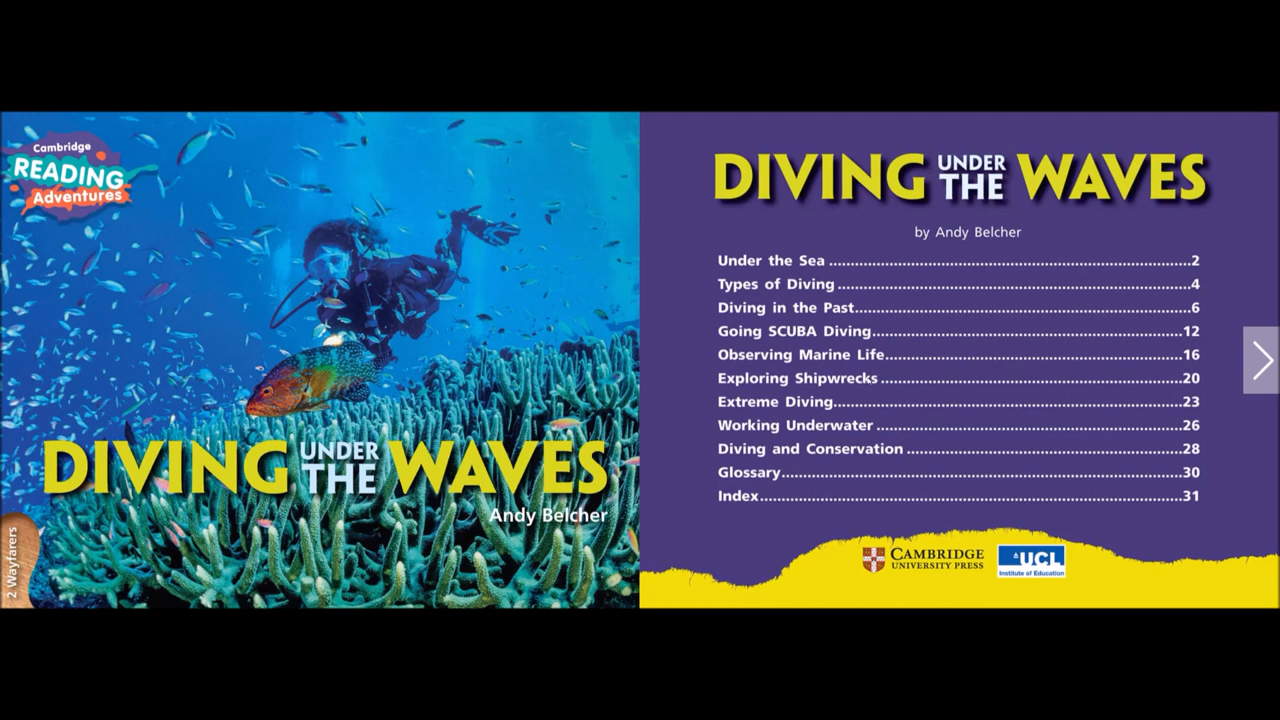 Cambridge
READING
Adventures
DIVING UNDER THE WAVES
Andy Belcher
2 Wayfarers
DIVING UNDER THE WAVES
by Andy Belcher
Under the Sea ........................................................................................2
Types of Diving ......................................................................................4
Diving in the Past..................................................................................6
Going SCUBA Diving............................................................................12
Observing Marine Life.........................................................................16
Exploring Shipwrecks ..........................................................................20
Extreme Diving.....................................................................................23
Working Underwater ...........................................................................26
Diving and Conservation ....................................................................28
Glossary.................................................................................................30
Index......................................................................................................31
CAMBRIDGE
UNIVERSITY PRESS
UCL
Institute of Education